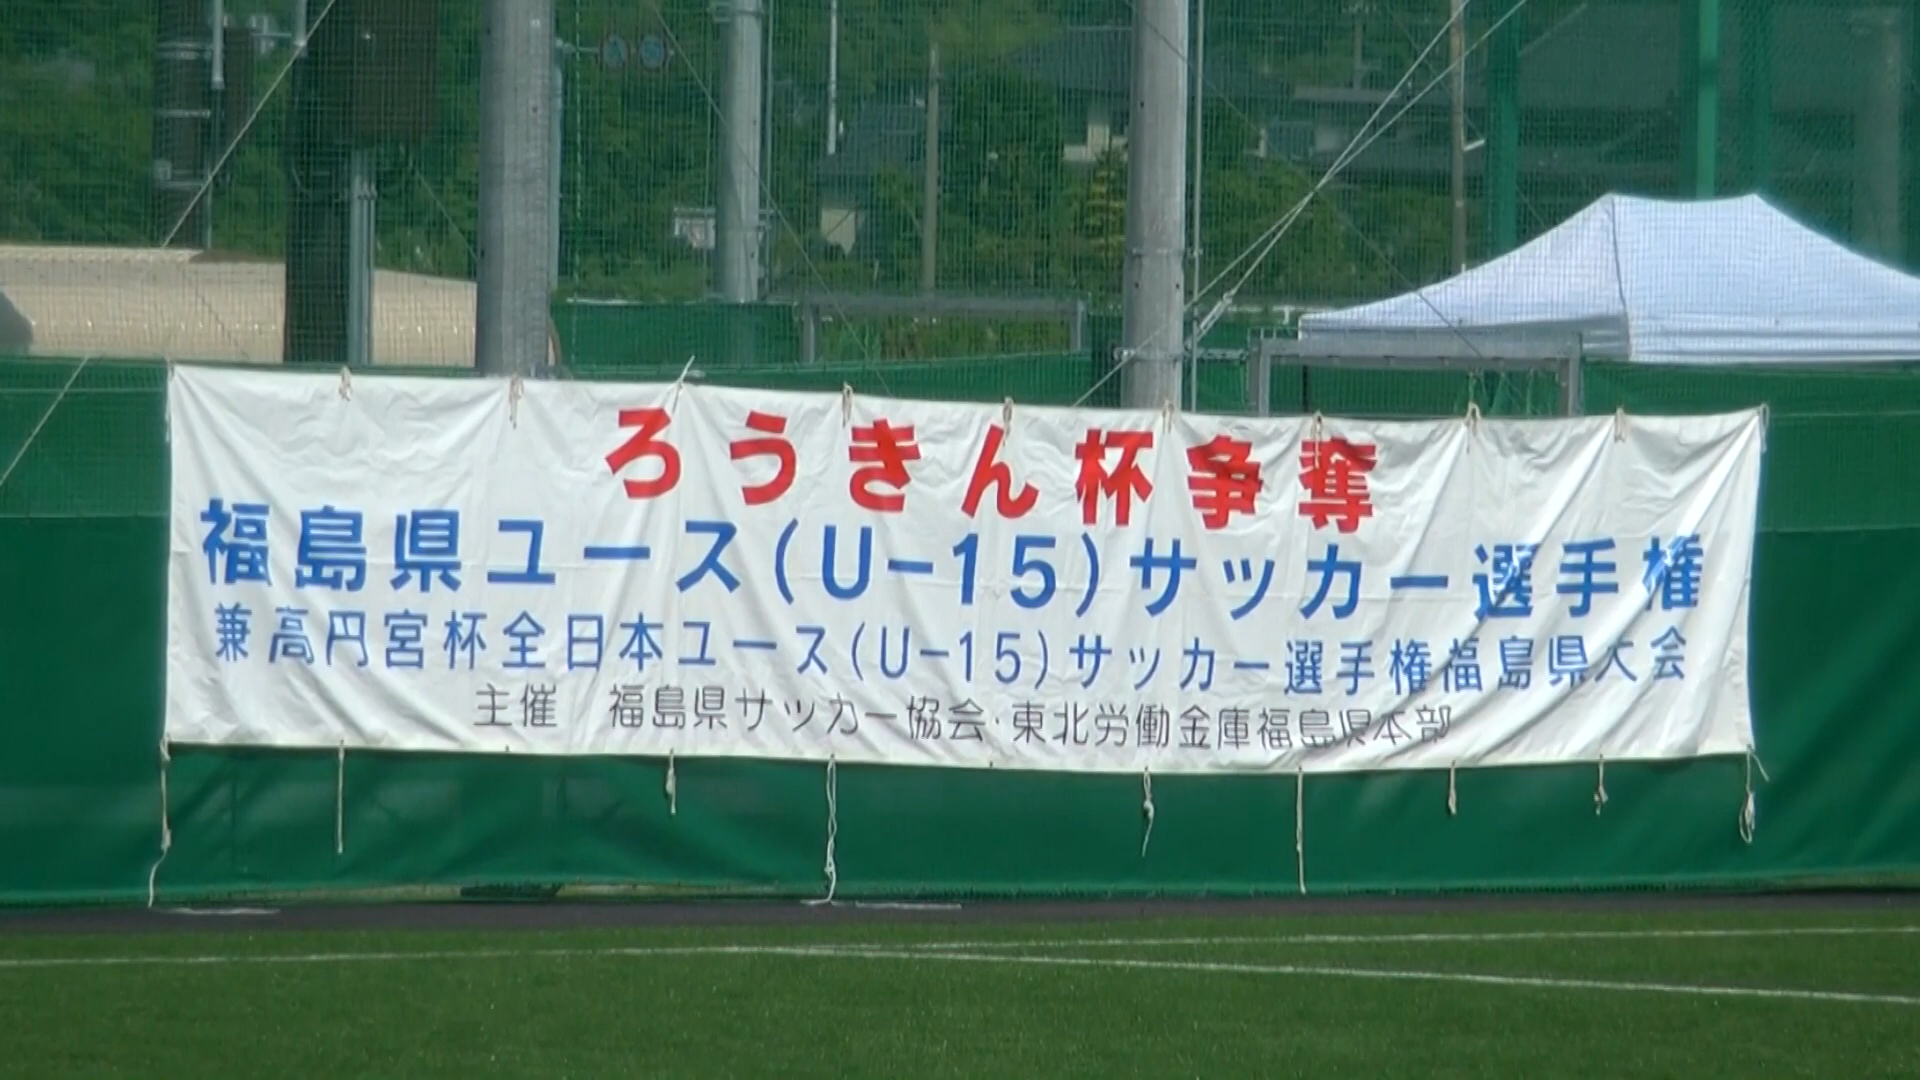 ろうきん杯争奪
福島県ユース(U-15)サッカー選手権
兼高円宮杯全日本ユース(U-15)サッカー選手権福島県大会
主催　福島県サッカー協会・東北労働金庫福島県本部